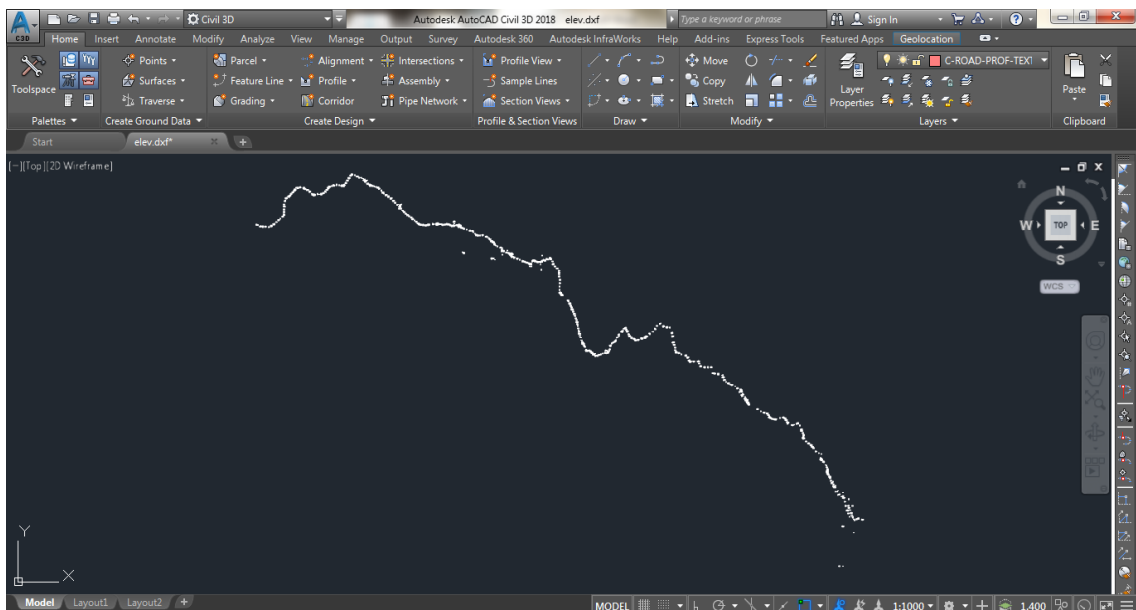 C3D Civil 3D Autodesk AutoCAD Civil 3D 2018 elev.dxf Type a keyword or phrase Sign In
Home Insert Annotate Modify Analyze View Manage Output Survey Autodesk 360 Autodesk InfraWorks Help Add-ins Express Tools Featured Apps Geolocation
Toolspace
Palettes
Points
Surfaces
Traverse
Create Ground Data
Parcel Alignment Intersections
Feature Line Profile Assembly
Grading Corridor Pipe Network
Create Design
Profile View
Sample Lines
Section Views
Profile & Section Views
Draw
Move
Copy
Stretch
Modify
Layer
Properties
C-ROAD-PROF-TEXT
Layers
Paste
Clipboard
Start elev.dxf*
[-][Top][2D Wireframe]
N
W TOP E
S
WCS
Y
X
Model Layout1 Layout2 + MODEL 1:1000 1.400